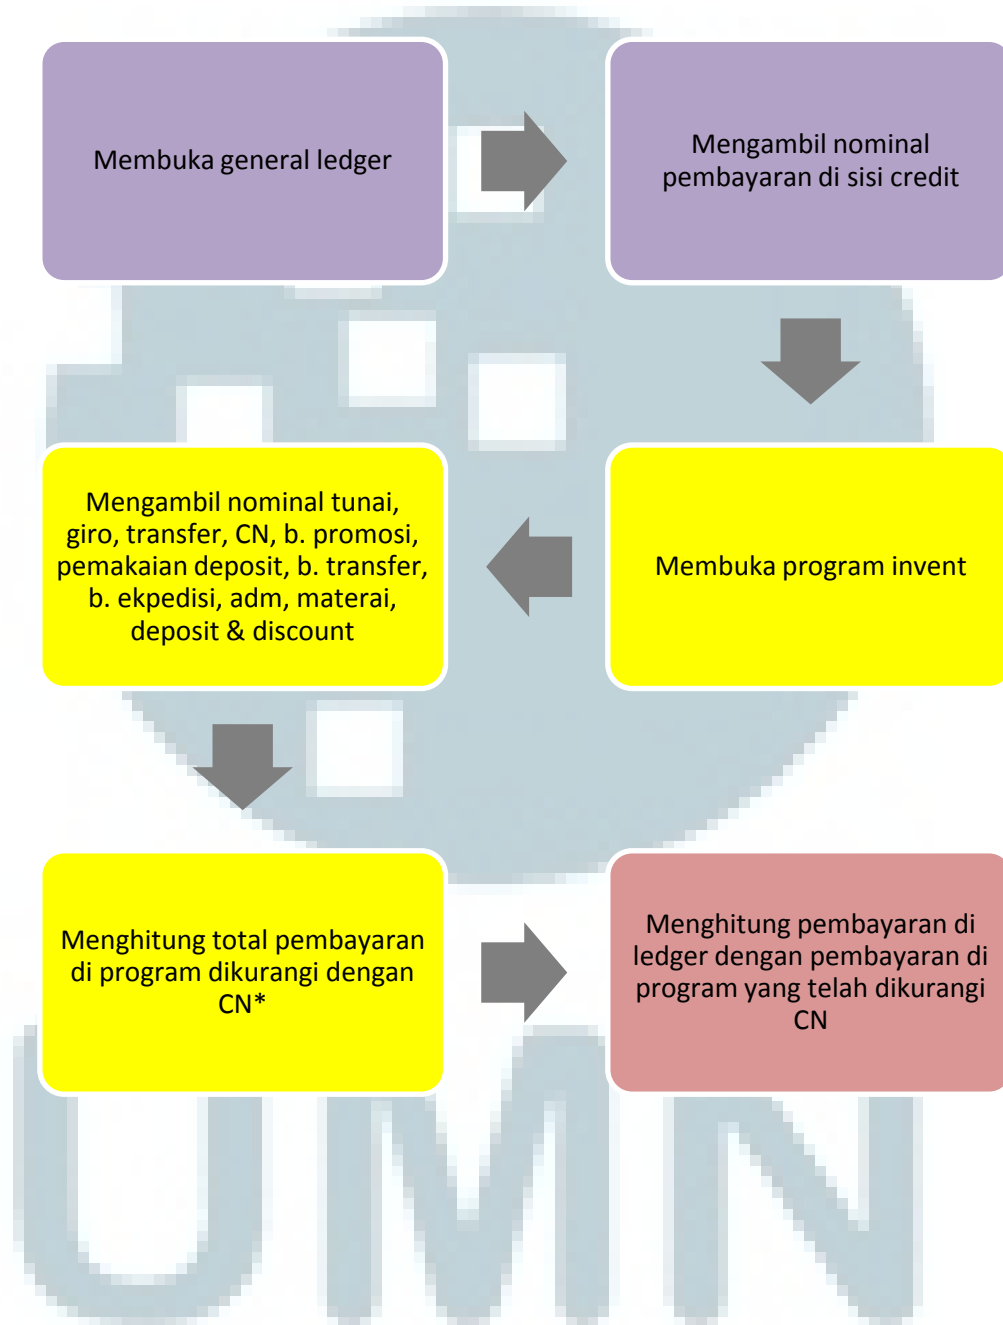 Membuka general ledger
Mengambil nominal
pembayaran di sisi credit
Membuka program invent
Mengambil nominal tunai,
giro, transfer, CN, b. promosi,
pemakaian deposit, b. transfer,
b. ekpedisi, adm, materai,
deposit & discount
Menghitung total pembayaran
di program dikurangi dengan
CN*
Menghitung pembayaran di
ledger dengan pembayaran di
program yang telah dikurangi
CN
UMN